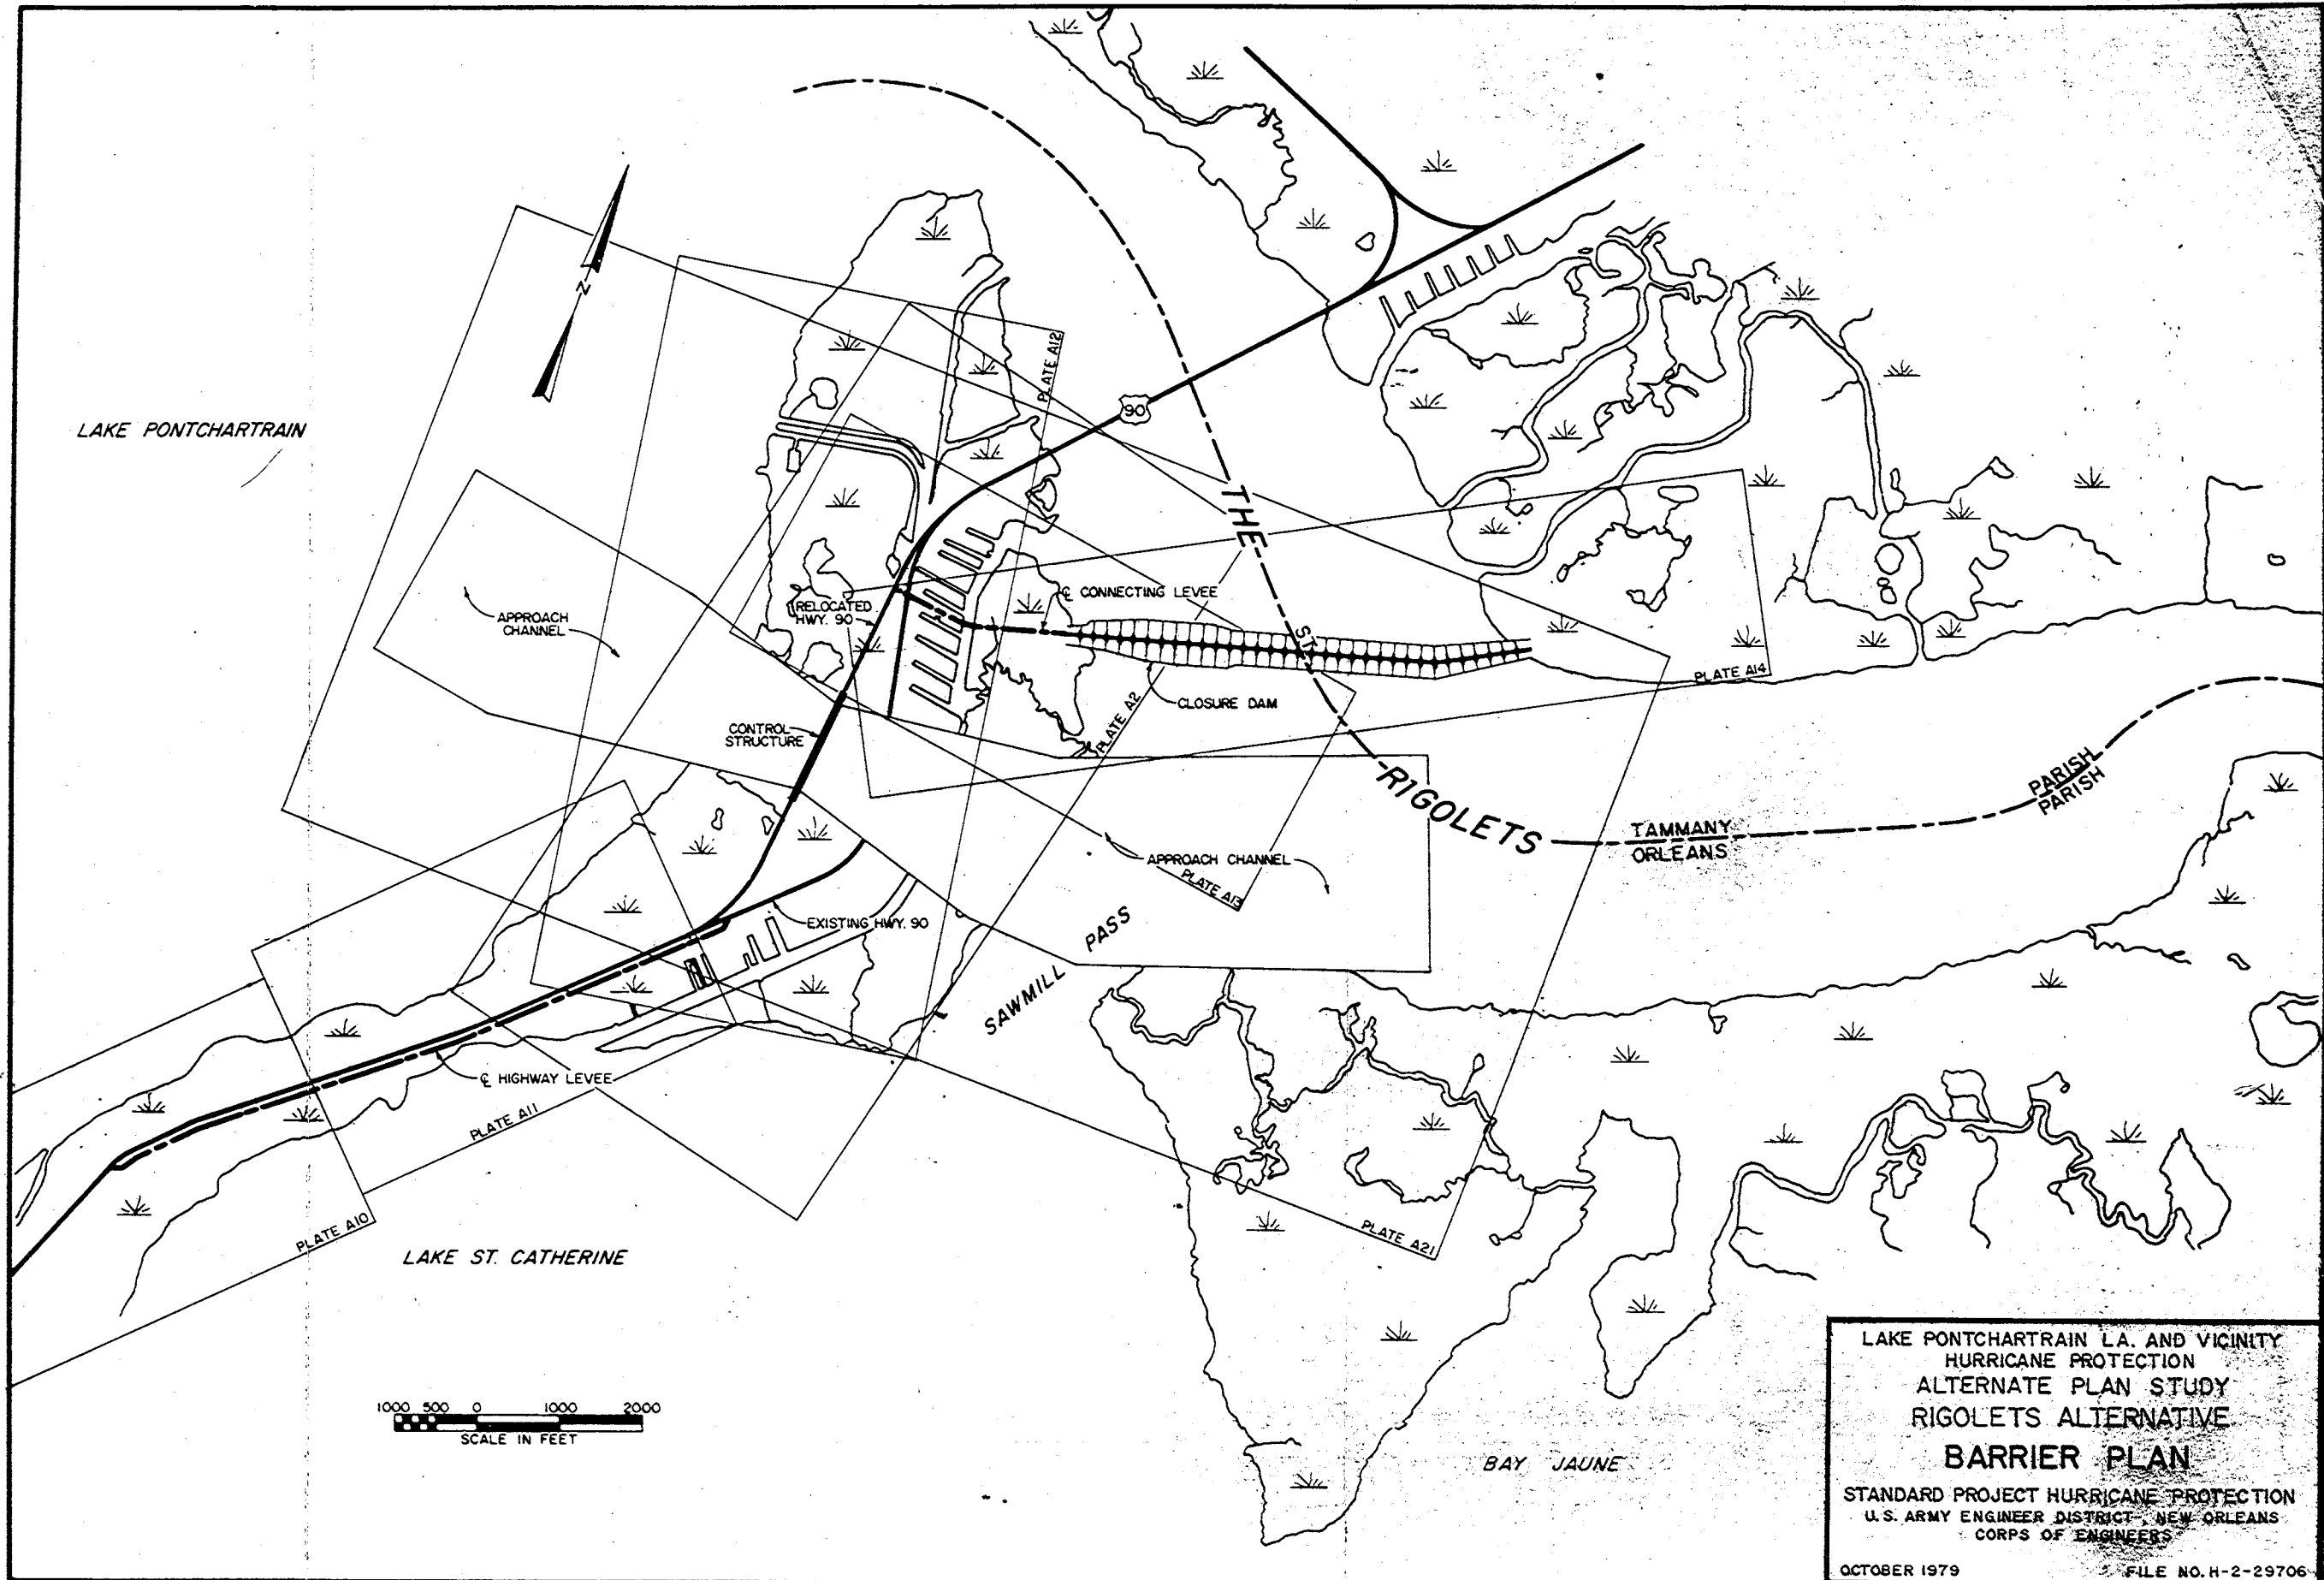 PLATE A12
N
90
LAKE PONTCHARTRAIN
THE
ST.
RIGOLETS
APPROACH
CHANNEL
RELOCATED
HWY. 90
℄ CONNECTING LEVEE
PLATE A14
PLATE A2
CLOSURE DAM
CONTROL
STRUCTURE
PARISH
PARISH
TAMMANY
ORLEANS
APPROACH CHANNEL
PLATE A13
EXISTING HWY. 90
SAWMILL PASS
℄ HIGHWAY LEVEE
PLATE A11
PLATE A10
PLATE A21
LAKE ST. CATHERINE
1000 500 0 1000 2000
SCALE IN FEET
BAY JAUNE
LAKE PONTCHARTRAIN LA. AND VICINITY
HURRICANE PROTECTION
ALTERNATE PLAN STUDY
RIGOLETS ALTERNATIVE
BARRIER PLAN
STANDARD PROJECT HURRICANE PROTECTION
U.S. ARMY ENGINEER DISTRICT, NEW ORLEANS
CORPS OF ENGINEERS
OCTOBER 1979 FILE NO. H-2-29706